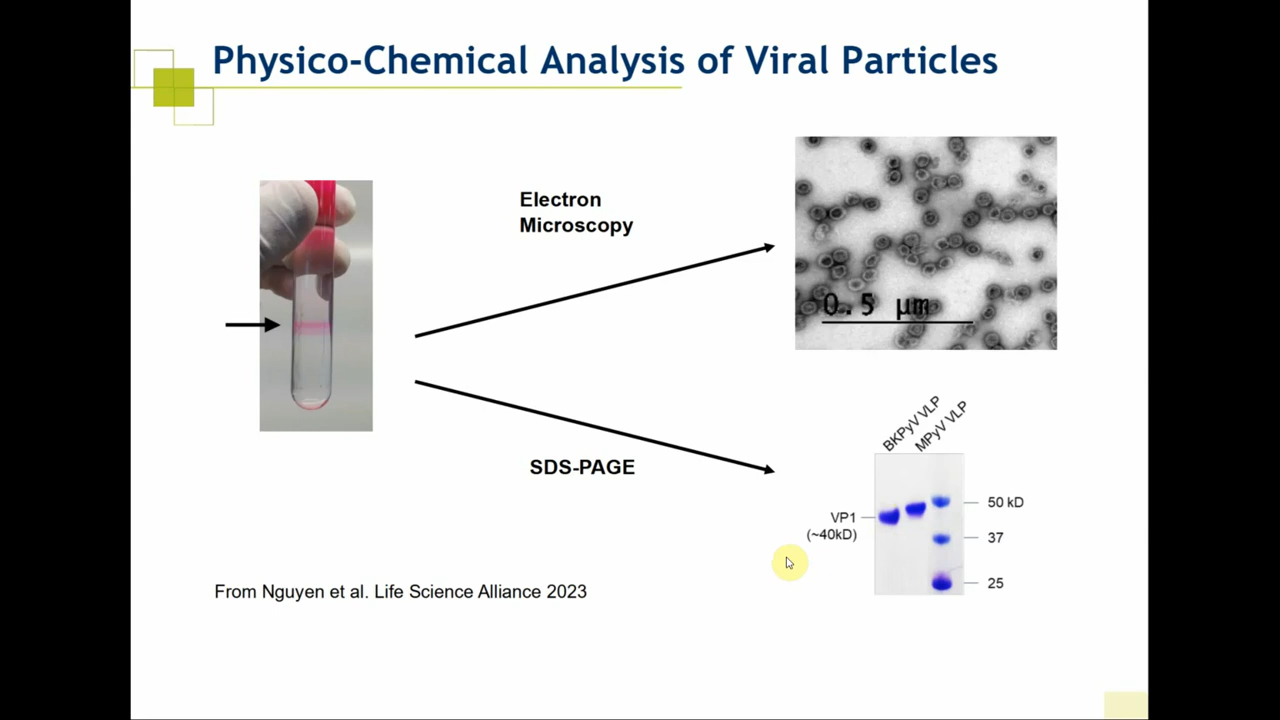 Physico-Chemical Analysis of Viral Particles
Electron
Microscopy
0.5 µm
SDS-PAGE
BKPyV VLP
MPyV VLP
VP1
(~40kD)
50 kD
37
25
From Nguyen et al. Life Science Alliance 2023